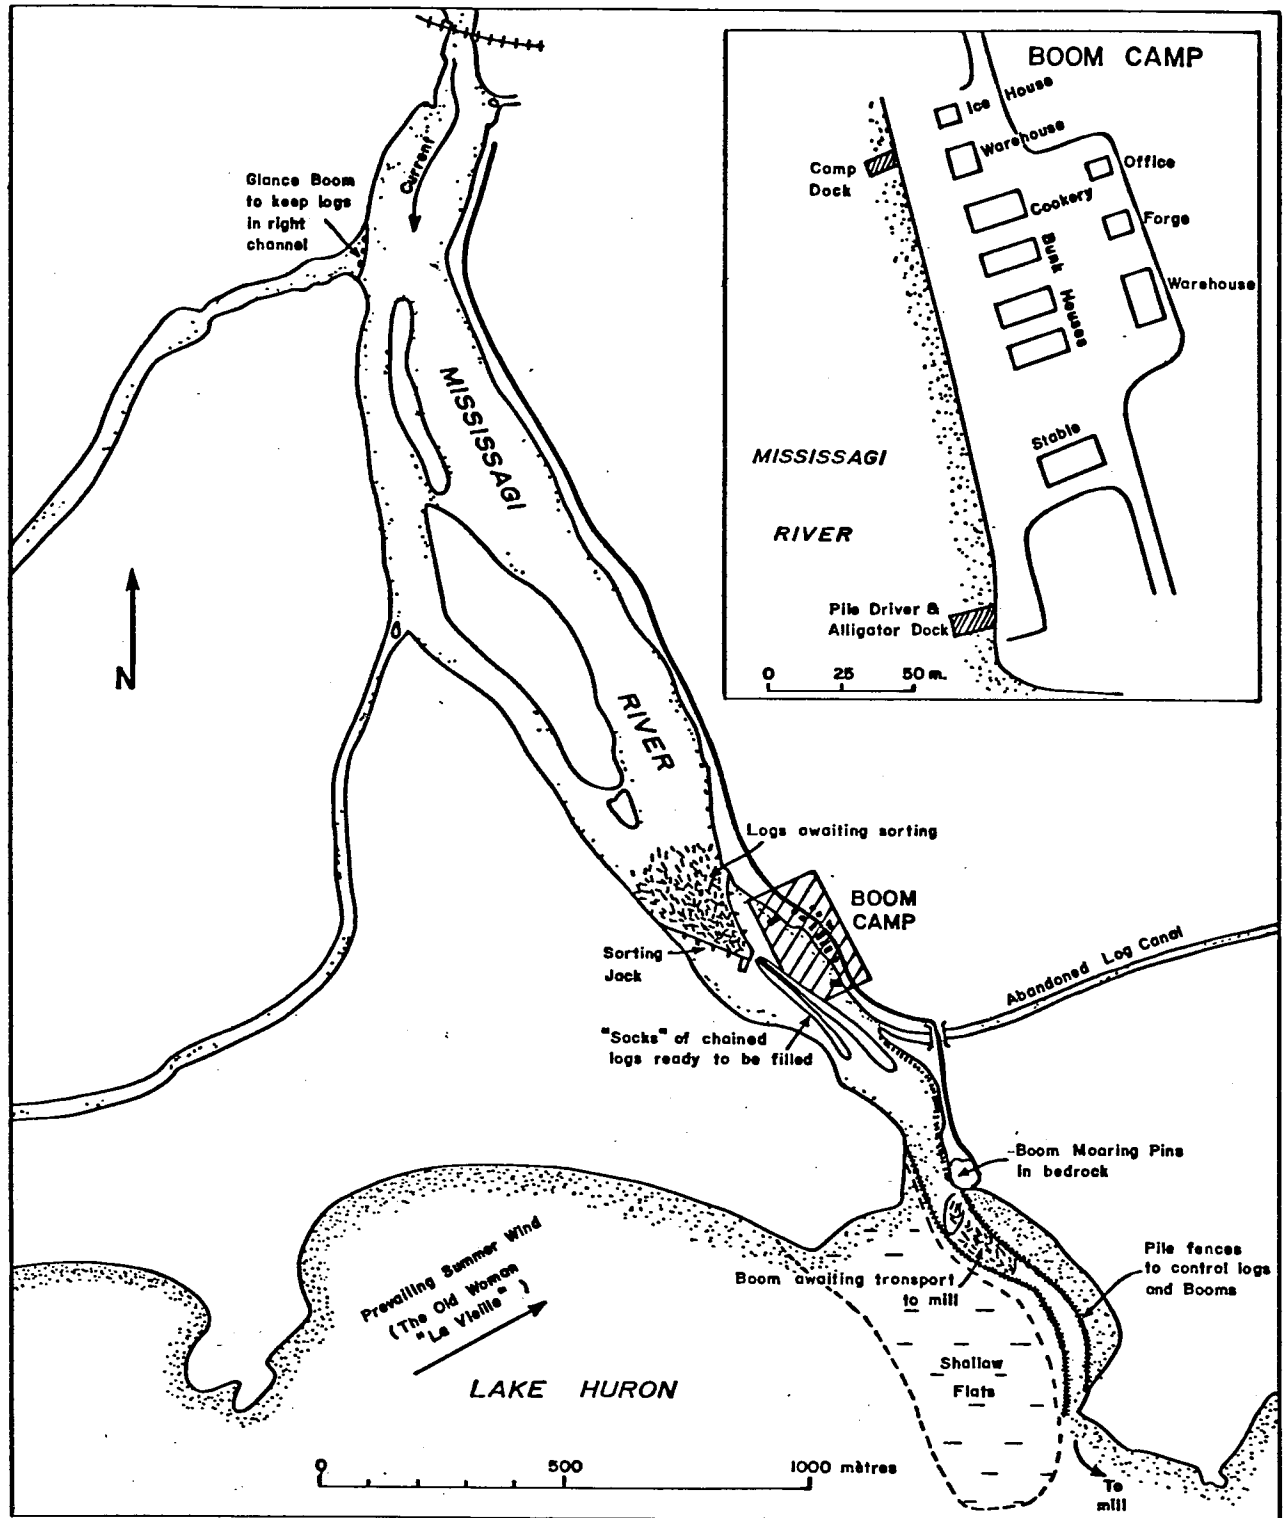 BOOM CAMP
Ice House
Warehouse
Office
Camp
Dock
Cookery
Forge
Bunk
Houses
Warehouse
Stable
MISSISSAGI
RIVER
Pile Driver &
Alligator Dock
0 25 50 m.
Current
Glance Boom
to keep logs
in right
channel
MISSISSAGI
RIVER
N
Logs awaiting sorting
BOOM
CAMP
Sorting
Jack
Abandoned Log Canal
"Socks" of chained
logs ready to be filled
Boom Moaring Pins
in bedrock
Pile fences
to control logs
and Booms
Boom awaiting transport
to mill
Prevailing Summer Wind
(The Old Woman
"La Vieille")
LAKE HURON
Shallaw
Flats
0 500 1000 mètres
To
mill